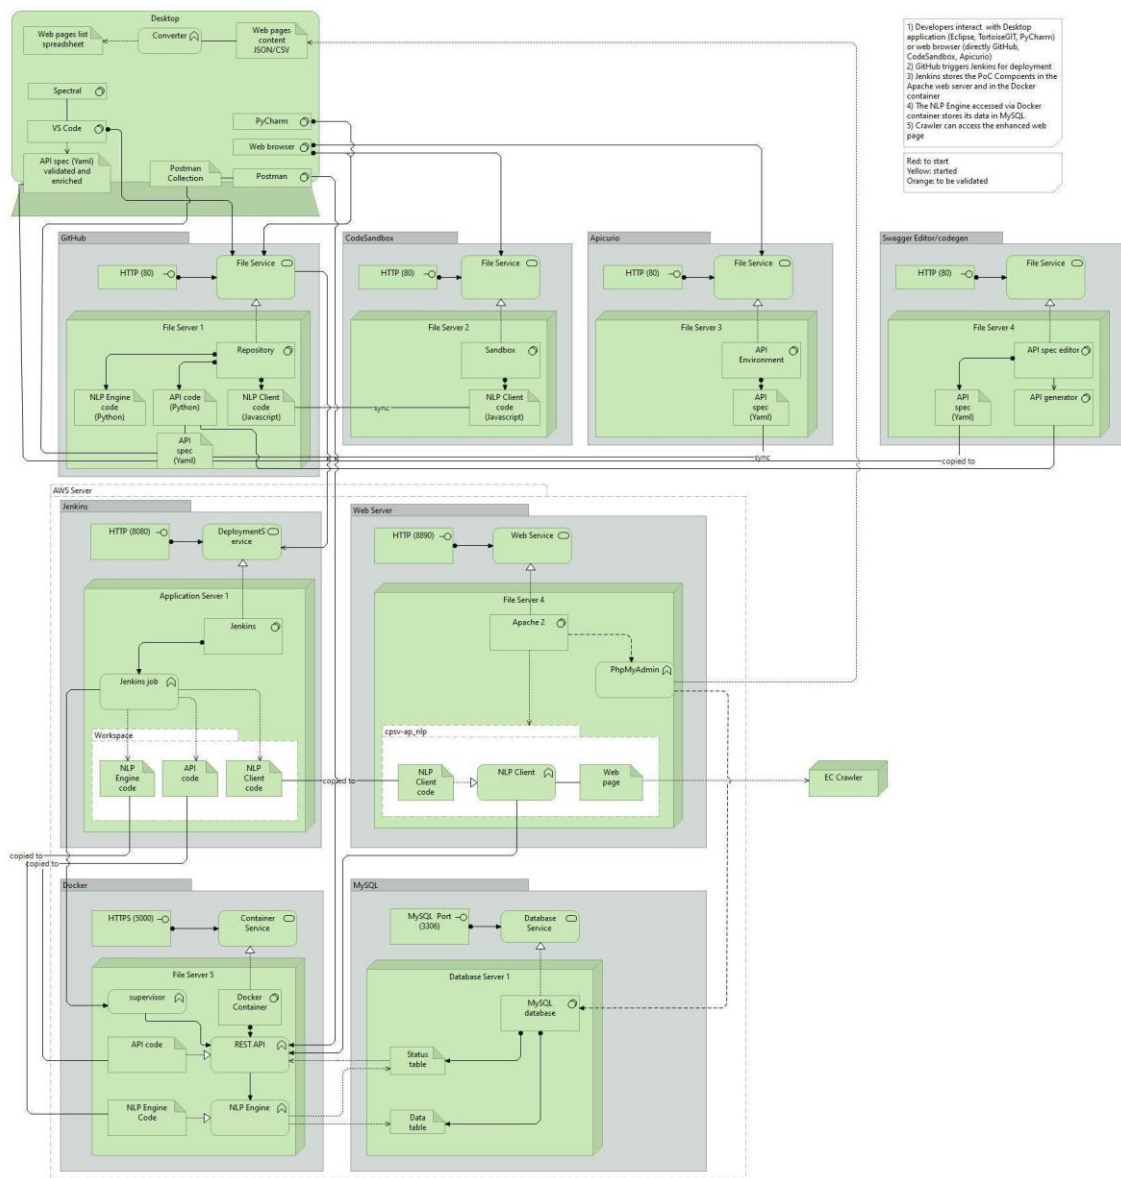 Desktop
Web pages list
spreadsheet
Converter
Web pages
content
JSON/CSV
Spectral
VS Code
API spec (Yaml)
validated and
enriched
PyCharm
Web browser
Postman
Collection
Postman
1) Developers interact with Desktop
application (Eclipse, TortoiseGIT, PyCharm)
or web browser (directly GitHub,
CodeSandbox, Apicurio)
2) GitHub triggers Jenkins for deployment
3) Jenkins stores the PoC Compoents in the
Apache web server and in the Docker
container
4) The NLP Engine accessed via Docker
container stores its data in MySQL
5) Crawler can access the enhanced web
page
Red: to start
Yellow: started
Orange: to be validated
GitHub
HTTP (80)
File Service
File Server 1
Repository
NLP Engine
code
(Python)
API code
(Python)
NLP Client
code
(Javascript)
API
spec
(Yaml)
CodeSandbox
HTTP (80)
File Service
File Server 2
Sandbox
NLP Client
code
(Javascript)
sync
Apicurio
HTTP (80)
File Service
File Server 3
API
Environment
API
spec
(Yaml)
sync
Swagger Editor/codegen
HTTP (80)
File Service
File Server 4
API spec editor
API
spec
(Yaml)
API generator
copied to
AWS Server
Jenkins
HTTP (8080)
DeploymentS
ervice
Application Server 1
Jenkins
Jenkins job
Workspace
NLP
Engine
code
API
code
NLP
Client
code
copied to
Web Server
HTTP (8890)
Web Service
File Server 4
Apache 2
PhpMyAdmin
cpsv-ap_nlp
NLP
Client
code
NLP Client
Web
page
EC Crawler
copied to
copied to
Docker
HTTPS (5000)
Container
Service
File Server 5
supervisor
Docker
Container
API code
REST API
NLP Engine
Code
NLP Engine
MySQL
MySQL Port
(3306)
Database
Service
Database Server 1
MySQL
database
Status
table
Data
table